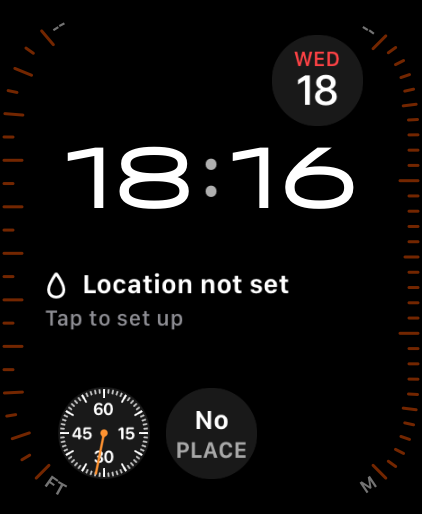 --
--
WED
18
18:16
Location not set
Tap to set up
60
45
15
30
No
PLACE
FT
M